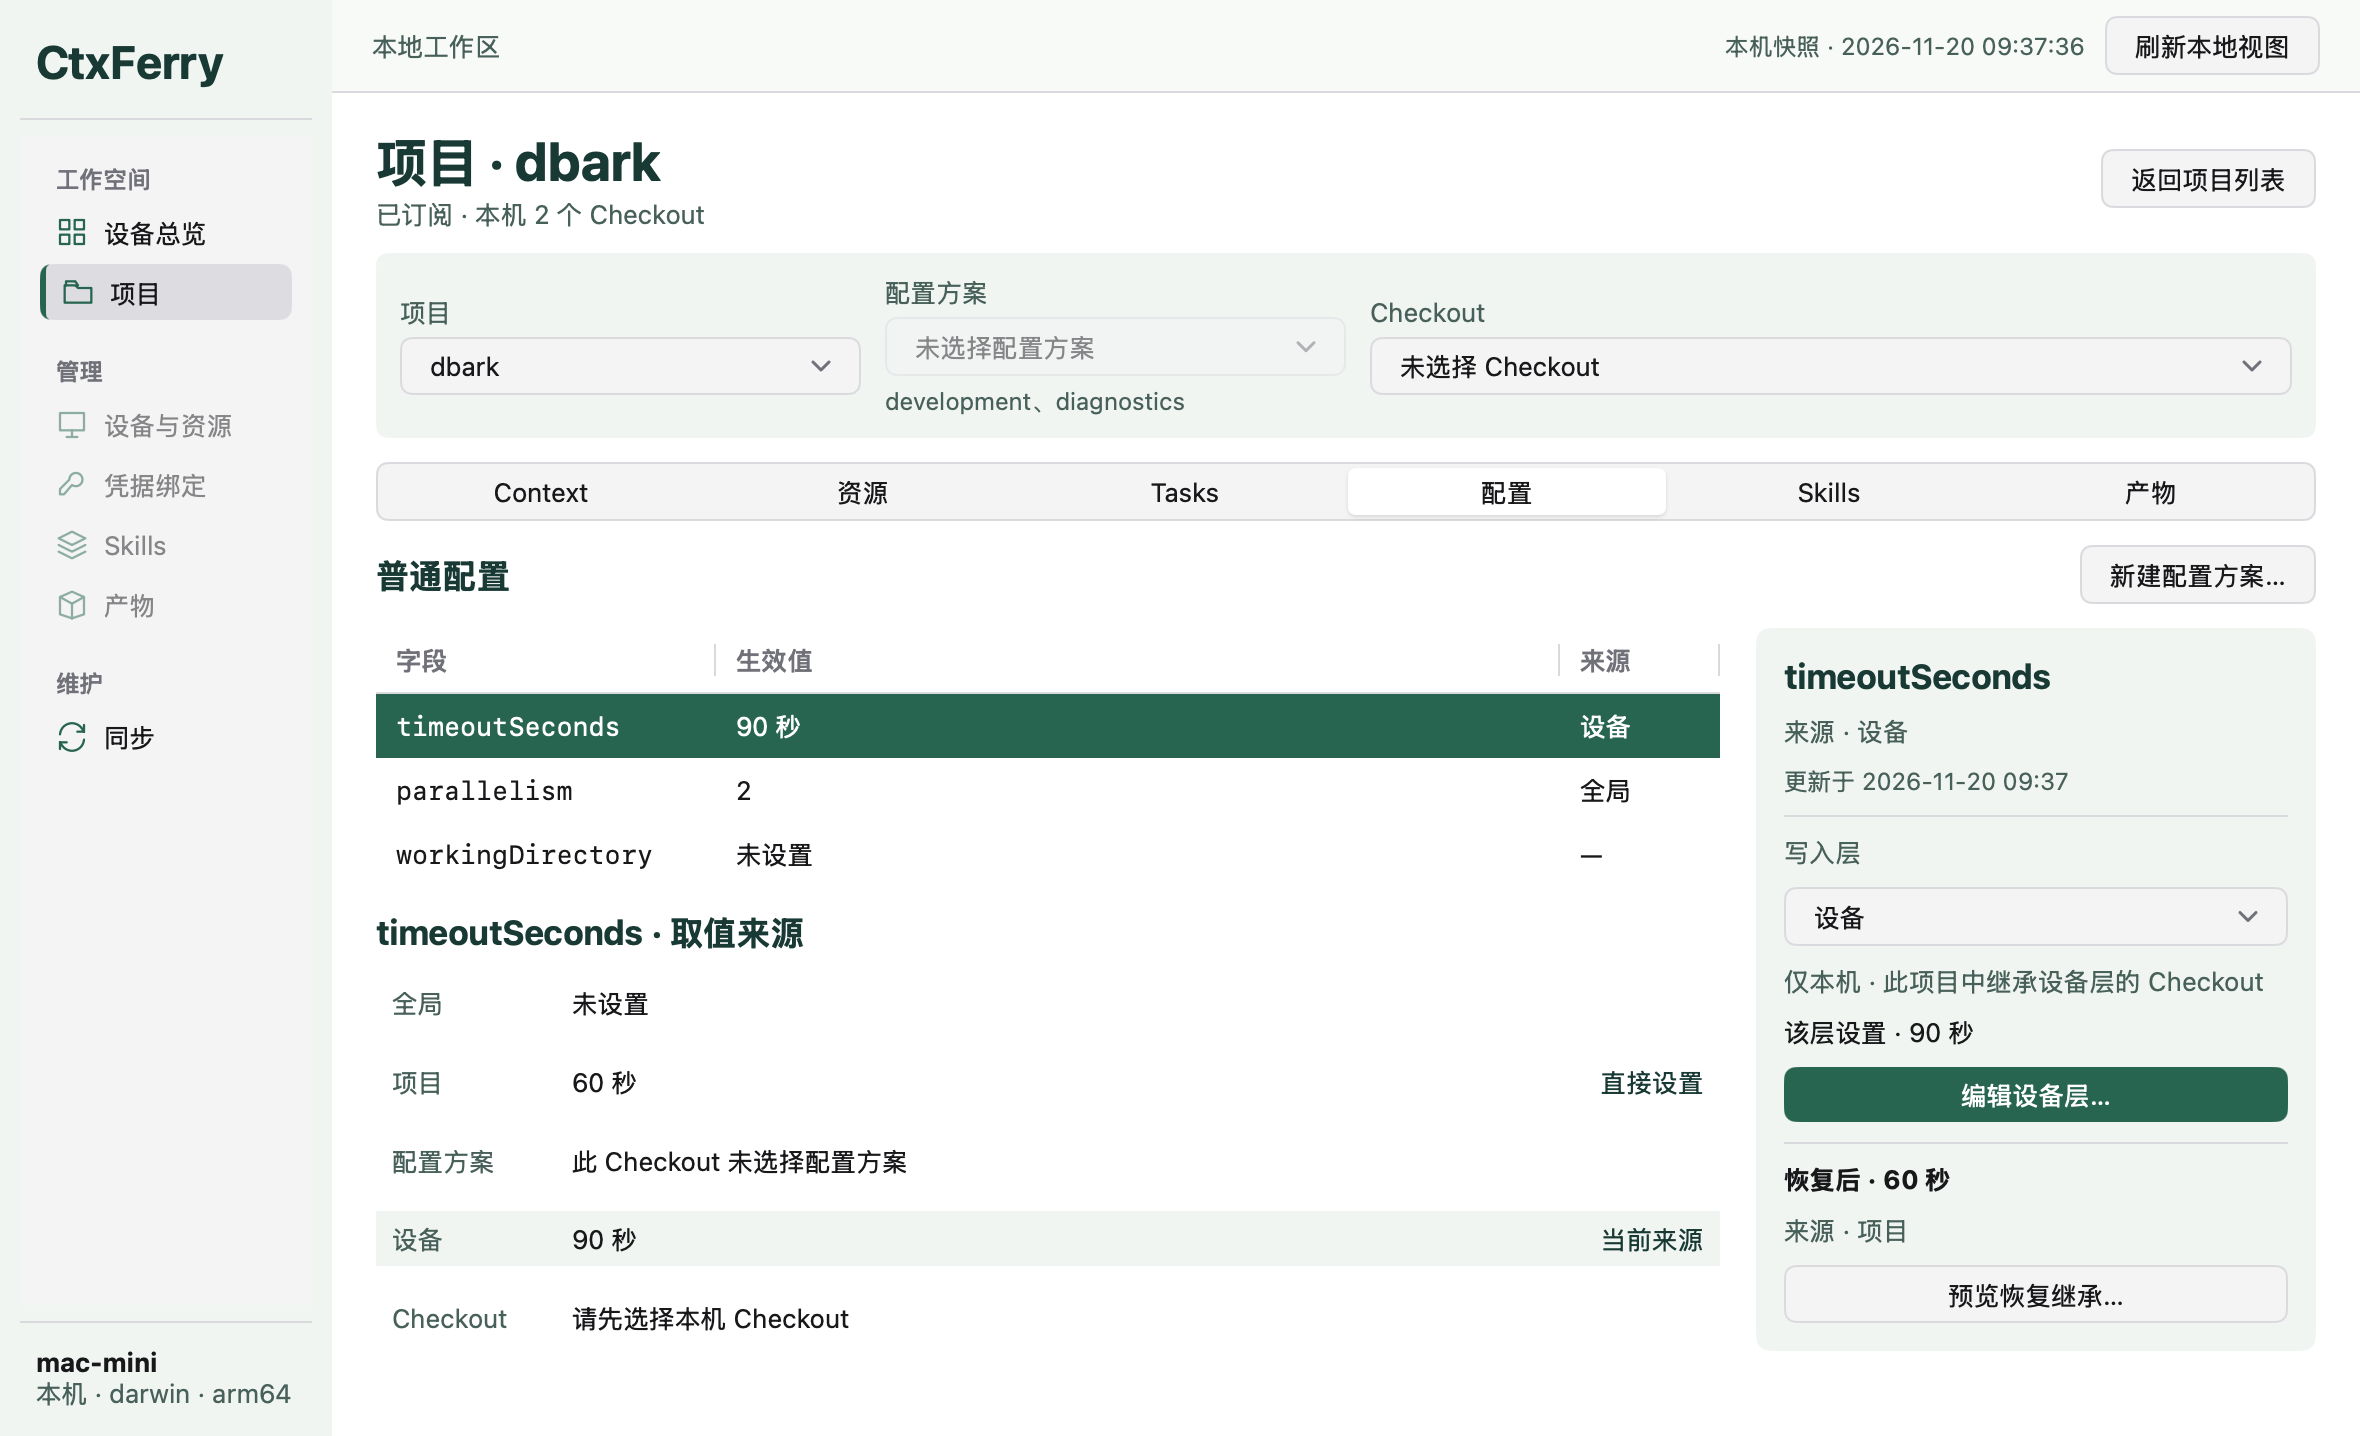 CtxFerry
工作空间
设备总览
项目
管理
设备与资源
凭据绑定
Skills
产物
维护
同步
mac-mini
本机 · darwin · arm64
本地工作区
本机快照 · 2026-11-20 09:37:36
刷新本地视图
项目 · dbark
已订阅 · 本机 2 个 Checkout
返回项目列表
项目
dbark
配置方案
未选择配置方案
development、diagnostics
Checkout
未选择 Checkout
Context
资源
Tasks
配置
Skills
产物
普通配置
新建配置方案...
字段 生效值 来源
timeoutSeconds 90 秒 设备
parallelism 2 全局
workingDirectory 未设置 —
timeoutSeconds · 取值来源
全局 未设置
项目 60 秒 直接设置
配置方案 此 Checkout 未选择配置方案
设备 90 秒 当前来源
Checkout 请先选择本机 Checkout
timeoutSeconds
来源 · 设备
更新于 2026-11-20 09:37
写入层
设备
仅本机 · 此项目中继承设备层的 Checkout
该层设置 · 90 秒
编辑设备层...
恢复后 · 60 秒
来源 · 项目
预览恢复继承...